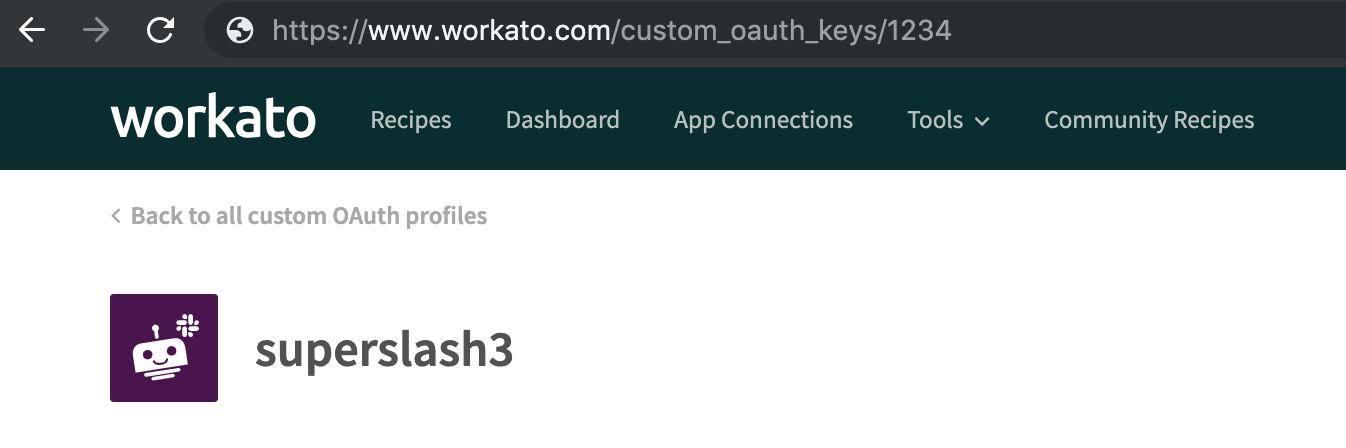 https://www.workato.com/custom_oauth_keys/1234
workato Recipes Dashboard App Connections Tools Community Recipes
Back to all custom OAuth profiles
superslash3